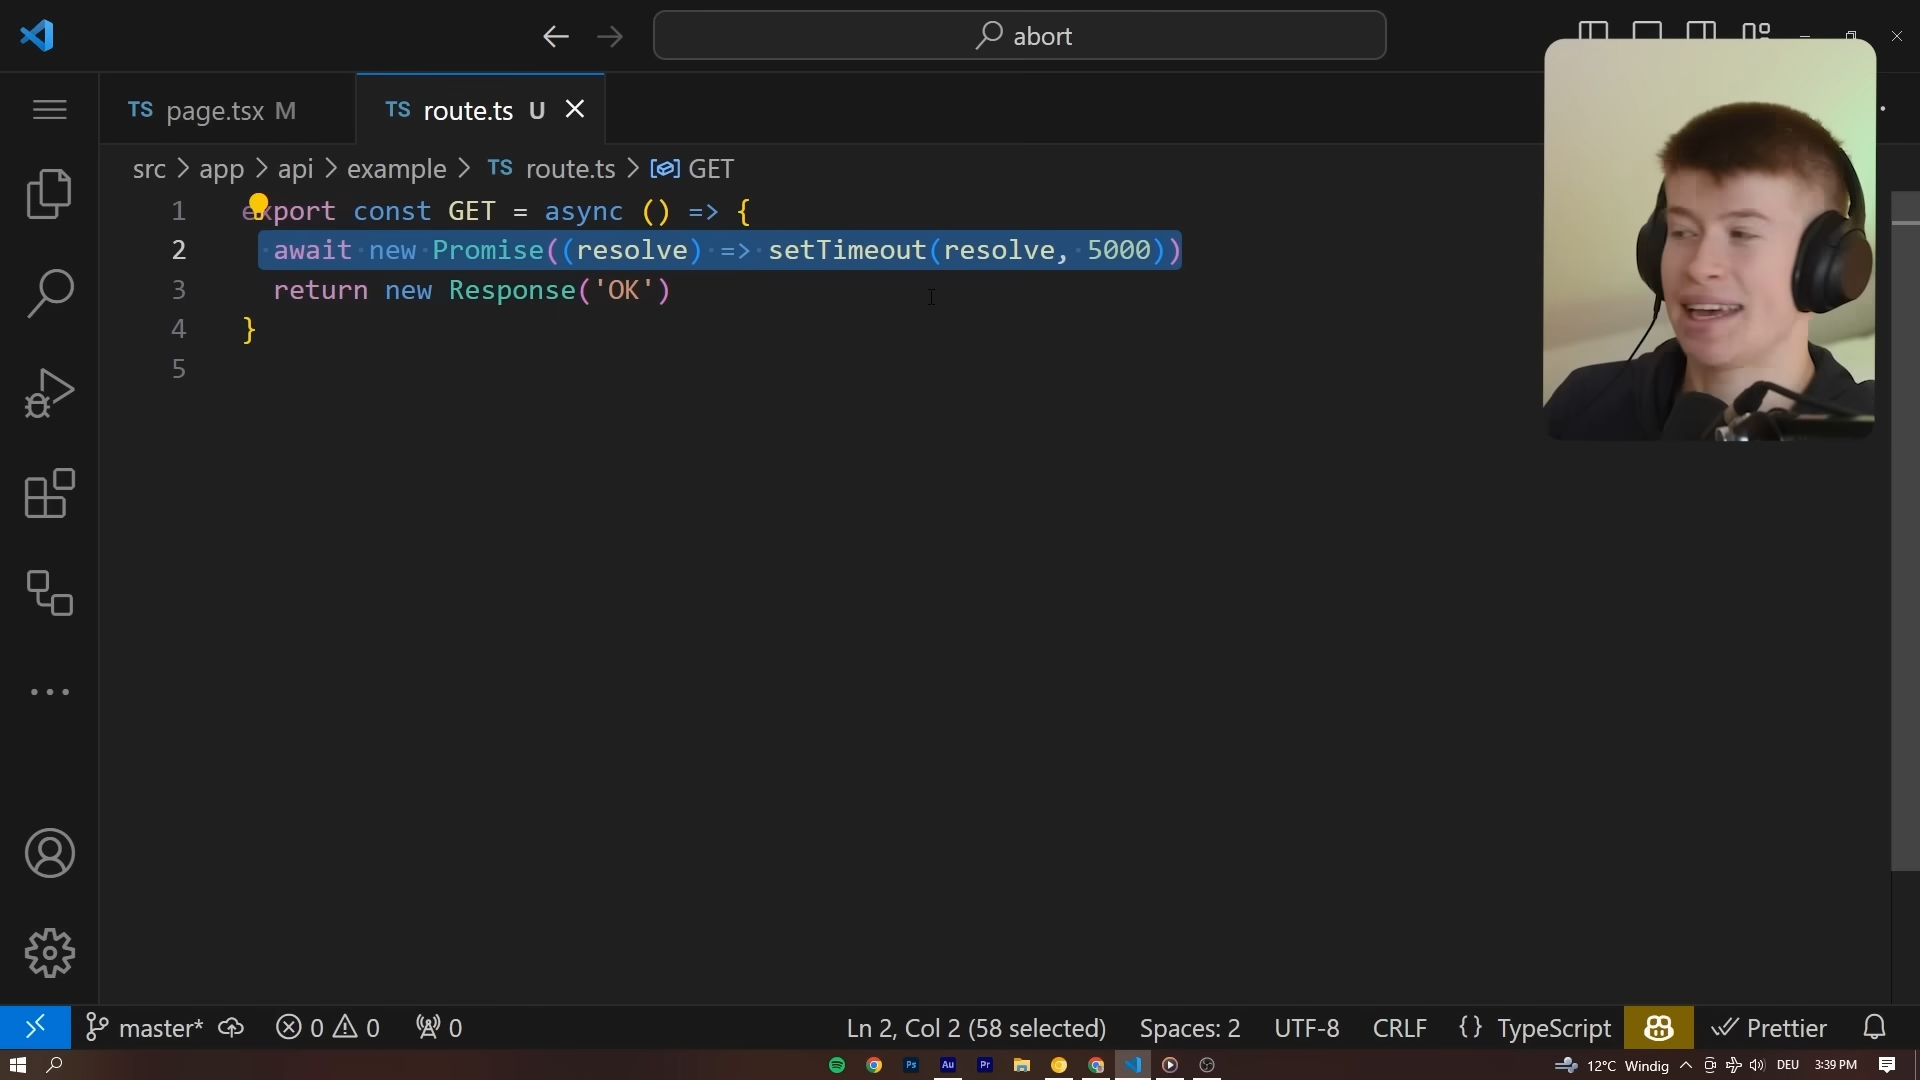 abort
TS page.tsx M
TS route.ts U
src > app > api > example > TS route.ts > GET
1 export const GET = async () => {
2 await new Promise((resolve) => setTimeout(resolve, 5000))
3 return new Response('OK')
4 }
5
master* 0 0 0 Ln 2, Col 2 (58 selected) Spaces: 2 UTF-8 CRLF {} TypeScript Prettier
Ps Au Pr 12°C Windig DEU 3:39 PM